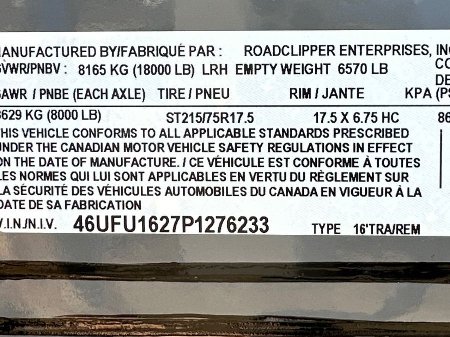 MANUFACTURED BY/FABRIQUÉ PAR : ROADCLIPPER ENTERPRISES, INC
GVWR/PNBV : 8165 KG (18000 LB) LRH EMPTY WEIGHT 6570 LB CO
GAWR / PNBE (EACH AXLE) TIRE / PNEU RIM / JANTE KPA (PS
3629 KG (8000 LB) ST215/75R17.5 17.5 X 6.75 HC 86
THIS VEHICLE CONFORMS TO ALL APPLICABLE STANDARDS PRESCRIBED
UNDER THE CANADIAN MOTOR VEHICLE SAFETY REGULATIONS IN EFFECT
ON THE DATE OF MANUFACTURE. / CE VÉHICULE EST CONFORME À TOUTES
LES NORMES QUI LUI SONT APPLICABLES EN VERTU DU RÈGLEMENT SUR
LA SÉCURITÉ DES VÉHICULES AUTOMOBILES DU CANADA EN VIGUEUR À LA
DATE DE SA FABRICATION
V.I.N./N.I.V. 46UFU1627P1276233 TYPE 16'TRA/REM